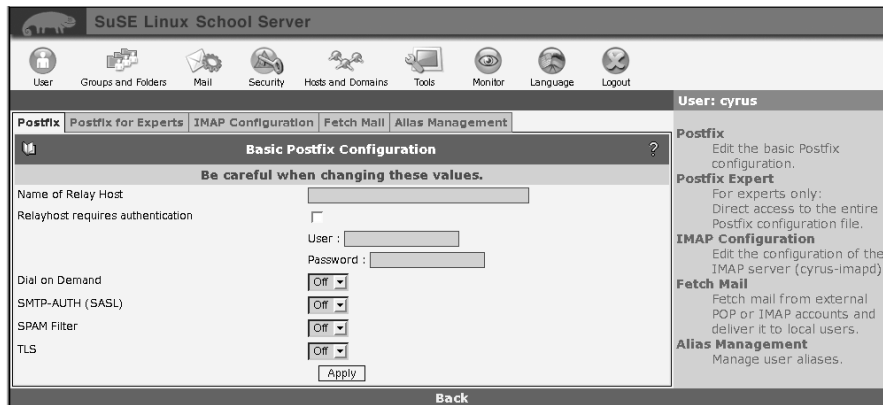 SuSE Linux School Server
User Groups and Folders Mail Security Hosts and Domains Tools Monitor Language Logout
User: cyrus
Postfix Postfix for Experts IMAP Configuration Fetch Mail Alias Management
Basic Postfix Configuration ?
Be careful when changing these values.
Name of Relay Host
Relayhost requires authentication
User :
Password :
Dial on Demand Off
SMTP-AUTH (SASL) Off
SPAM Filter Off
TLS Off
Apply
Postfix
Edit the basic Postfix
configuration.
Postfix Expert
For experts only:
Direct access to the entire
Postfix configuration file.
IMAP Configuration
Edit the configuration of the
IMAP server (cyrus-imapd)
Fetch Mail
Fetch mail from external
POP or IMAP accounts and
deliver it to local users.
Alias Management
Manage user aliases.
Back